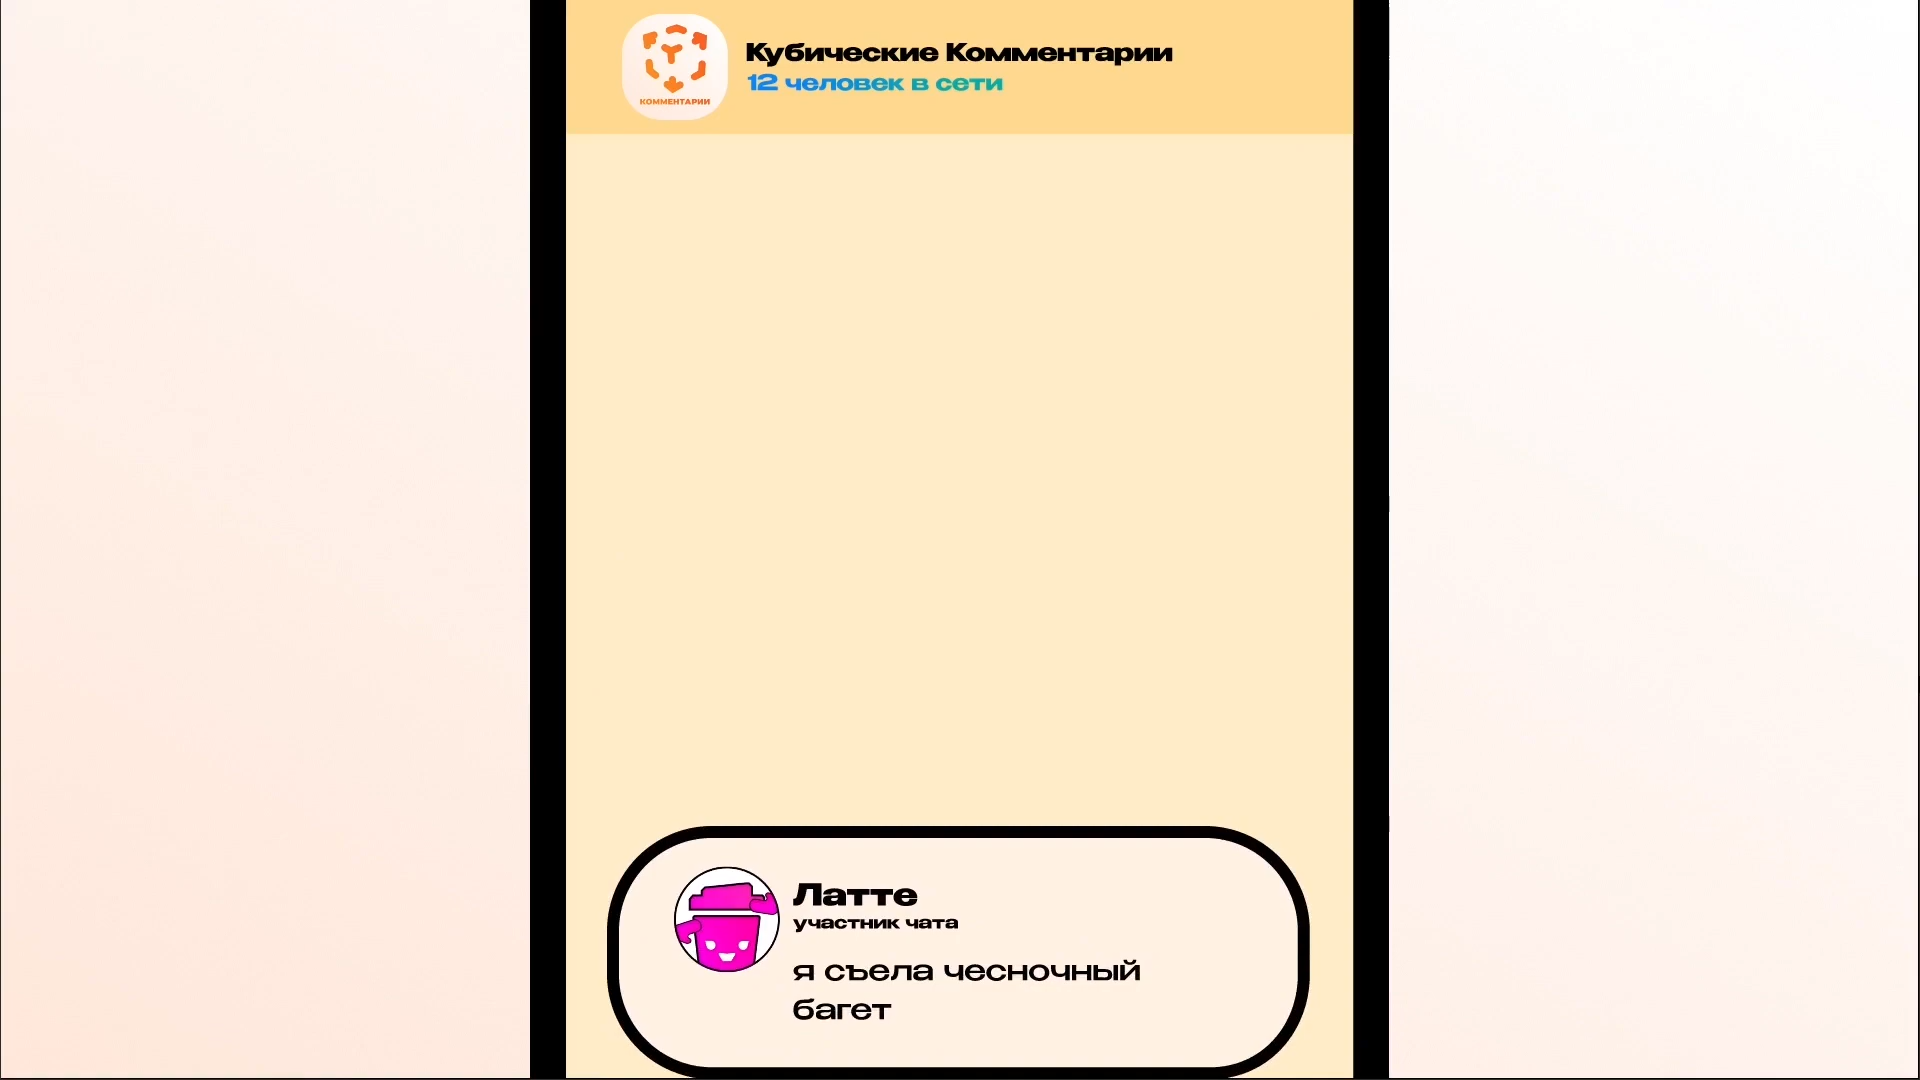 Кубические Комментарии
12 человек в сети
КОММЕНТАРИИ
Латте
участник чата
я съела чесночный
багет